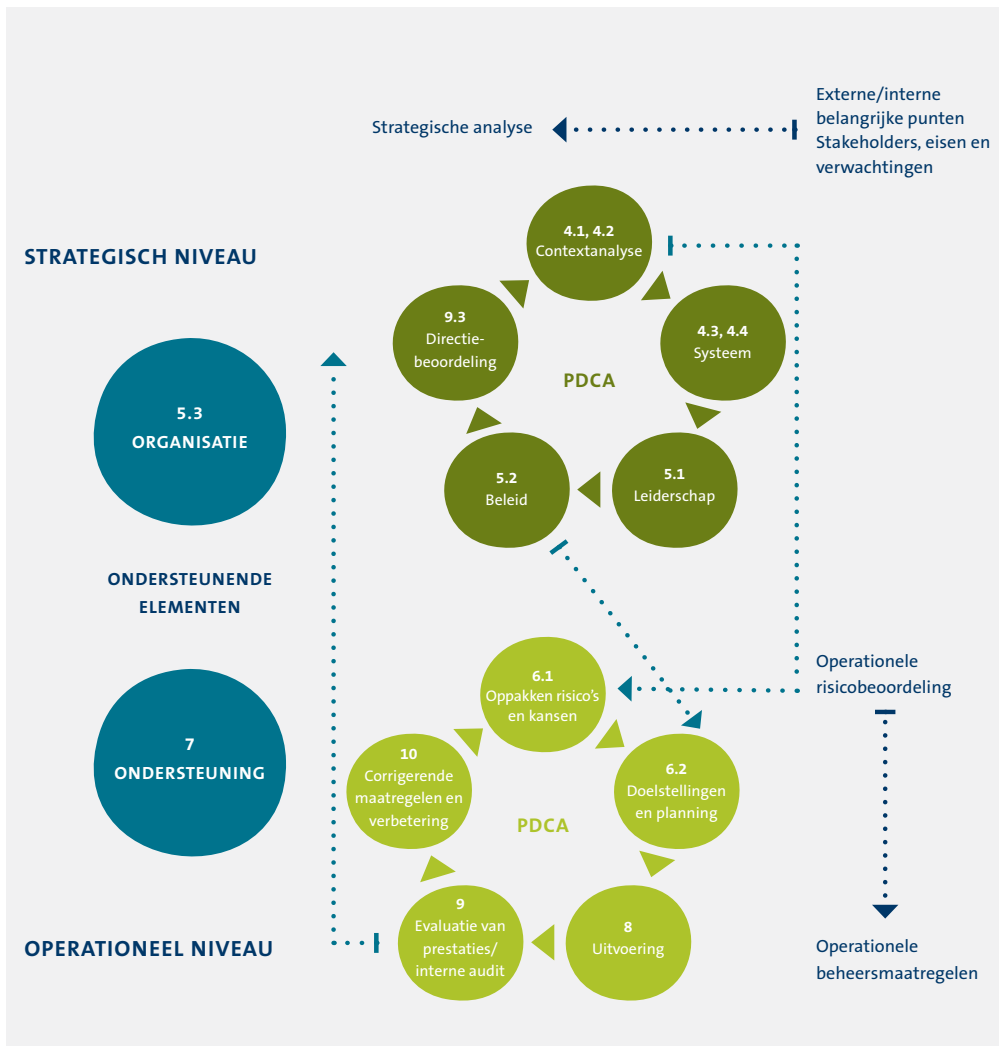 Strategische analyse
Externe/interne
belangrijke punten
Stakeholders, eisen en
verwachtingen
STRATEGISCH NIVEAU
4.1, 4.2
Contextanalyse
9.3
Directie-
beoordeling
4.3, 4.4
Systeem
PDCA
5.3
ORGANISATIE
5.2
Beleid
5.1
Leiderschap
ONDERSTEUNENDE
ELEMENTEN
6.1
Oppakken risico's
en kansen
Operationele
risicobeoordeling
7
ONDERSTEUNING
10
Corrigerende
maatregelen en
verbetering
6.2
Doelstellingen
en planning
PDCA
9
Evaluatie van
prestaties/
interne audit
8
Uitvoering
OPERATIONEEL NIVEAU
Operationele
beheersmaatregelen